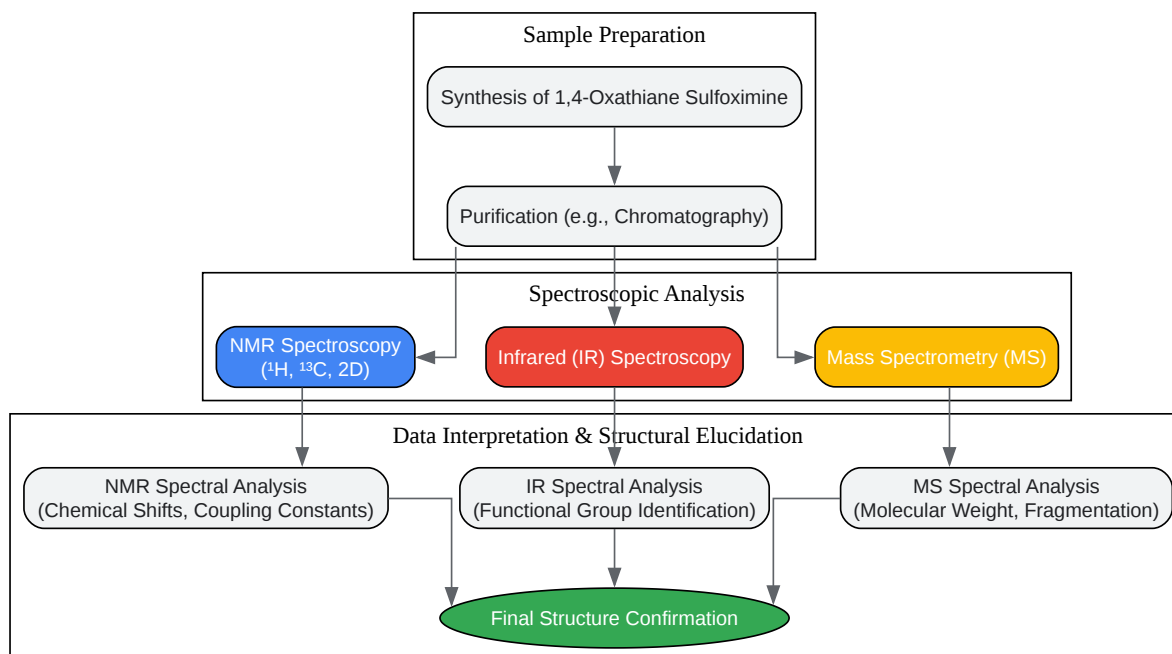 Sample Preparation
Synthesis of 1,4-Oxathiane Sulfoximine
Purification (e.g., Chromatography)
Spectroscopic Analysis
NMR Spectroscopy
(¹H, ¹³C, 2D)
Infrared (IR) Spectroscopy
Mass Spectrometry (MS)
Data Interpretation & Structural Elucidation
NMR Spectral Analysis
(Chemical Shifts, Coupling Constants)
IR Spectral Analysis
(Functional Group Identification)
MS Spectral Analysis
(Molecular Weight, Fragmentation)
Final Structure Confirmation